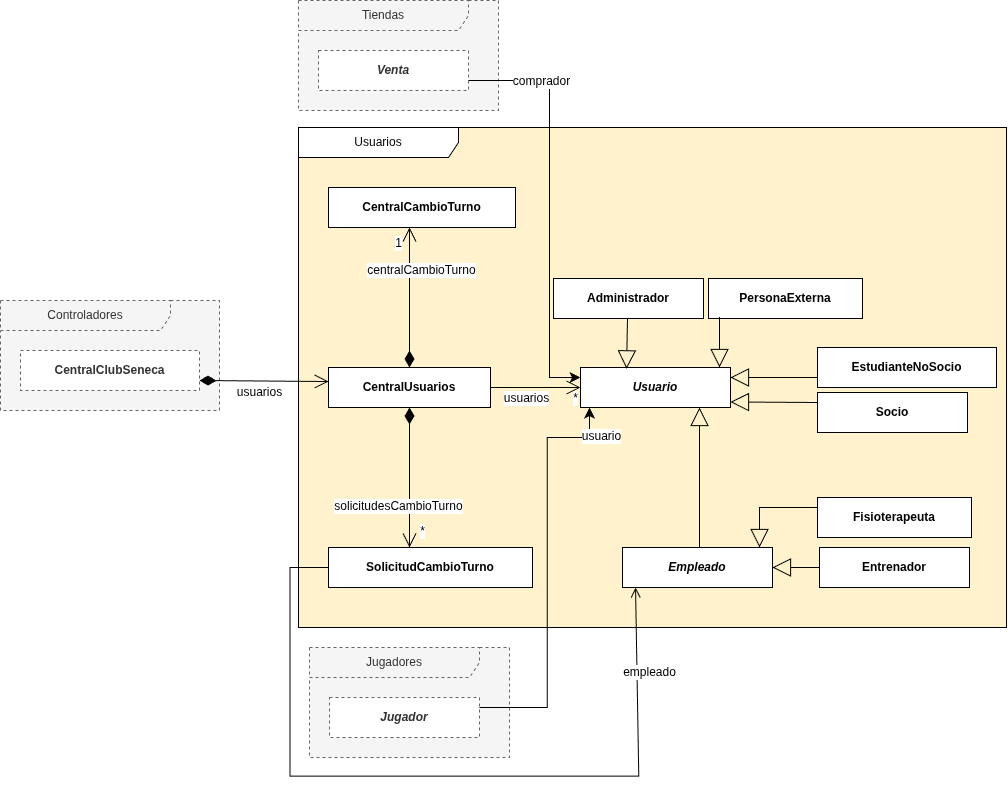 Tiendas
Venta
comprador
Usuarios
CentralCambioTurno
1
centralCambioTurno
Administrador
PersonaExterna
Controladores
CentralClubSeneca
usuarios
CentralUsuarios
usuarios
*
Usuario
EstudianteNoSocio
Socio
usuario
solicitudesCambioTurno
*
Fisioterapeuta
SolicitudCambioTurno
Empleado
Entrenador
Jugadores
empleado
Jugador